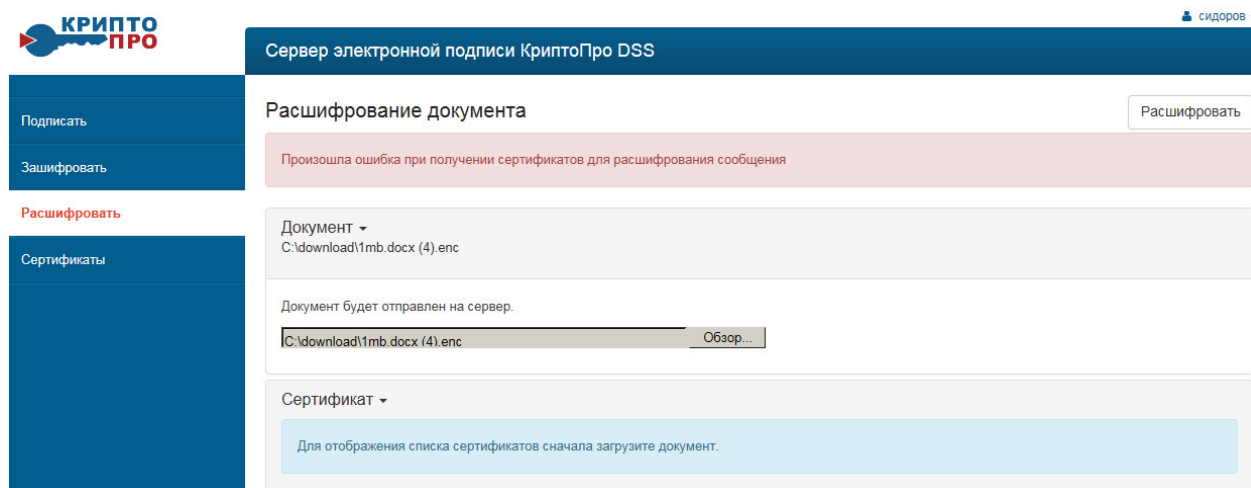 КРИПТО
ПРО
сидоров
Сервер электронной подписи КриптоПро DSS
Подписать
Зашифровать
Расшифровать
Сертификаты
Расшифрование документа
Расшифровать
Произошла ошибка при получении сертификатов для расшифрования сообщения
Документ
C:\download\1mb.docx (4).enc
Документ будет отправлен на сервер.
C:\download\1mb.docx (4).enc
Обзор...
Сертификат
Для отображения списка сертификатов сначала загрузите документ.